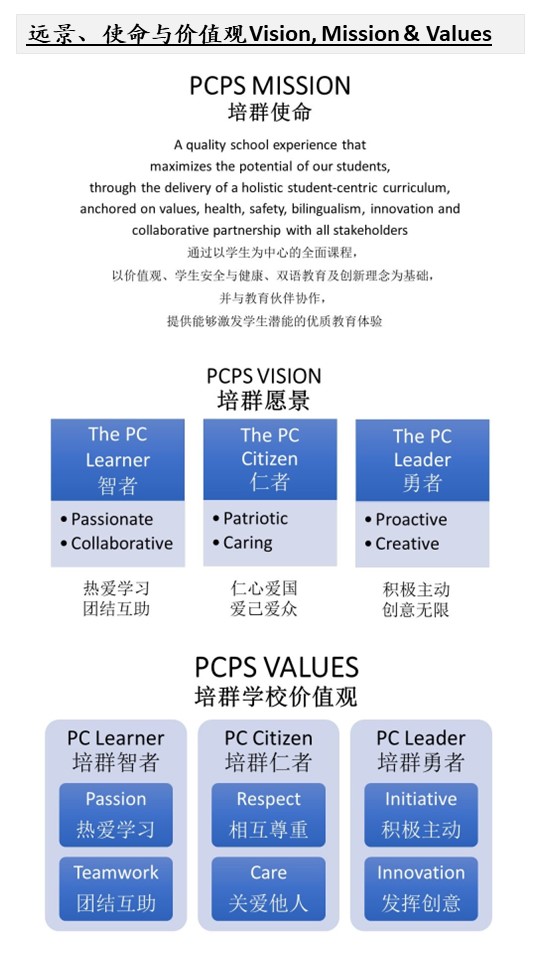 远景、使命与价值观Vision, Mission & Values
PCPS MISSION
培群使命
A quality school experience that
maximizes the potential of our students,
through the delivery of a holistic student-centric curriculum,
anchored on values, health, safety, bilingualism, innovation and
collaborative partnership with all stakeholders
通过以学生为中心的全面课程，
以价值观、学生安全与健康、双语教育及创新理念为基础，
并与教育伙伴协作，
提供能够激发学生潜能的优质教育体验
PCPS VISION
培群愿景
The PC
Learner
智者
• Passionate
• Collaborative
热爱学习
团结互助
The PC
Citizen
仁者
• Patriotic
• Caring
仁心爱国
爱己爱众
The PC
Leader
勇者
• Proactive
• Creative
积极主动
创意无限
PCPS VALUES
培群学校价值观
PC Learner
培群智者
Passion
热爱学习
Teamwork
团结互助
PC Citizen
培群仁者
Respect
相互尊重
Care
关爱他人
PC Leader
培群勇者
Initiative
积极主动
Innovation
发挥创意